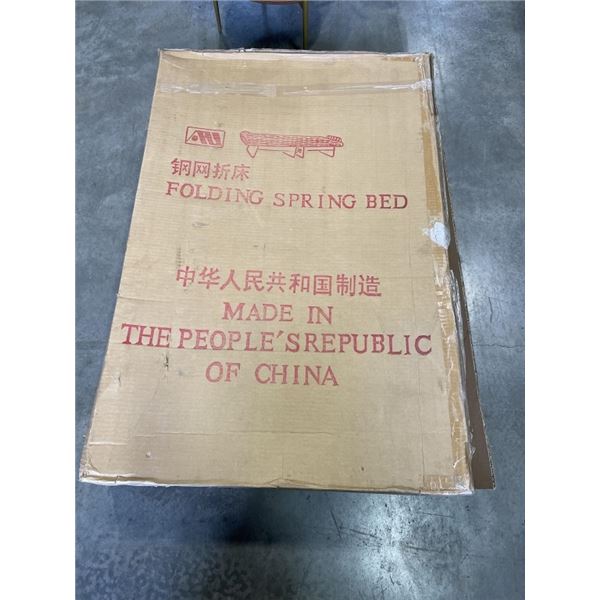 钢网折床
FOLDING SPRING BED
中华人民共和国制造
MADE IN
THE PEOPLE'S REPUBLIC
OF CHINA